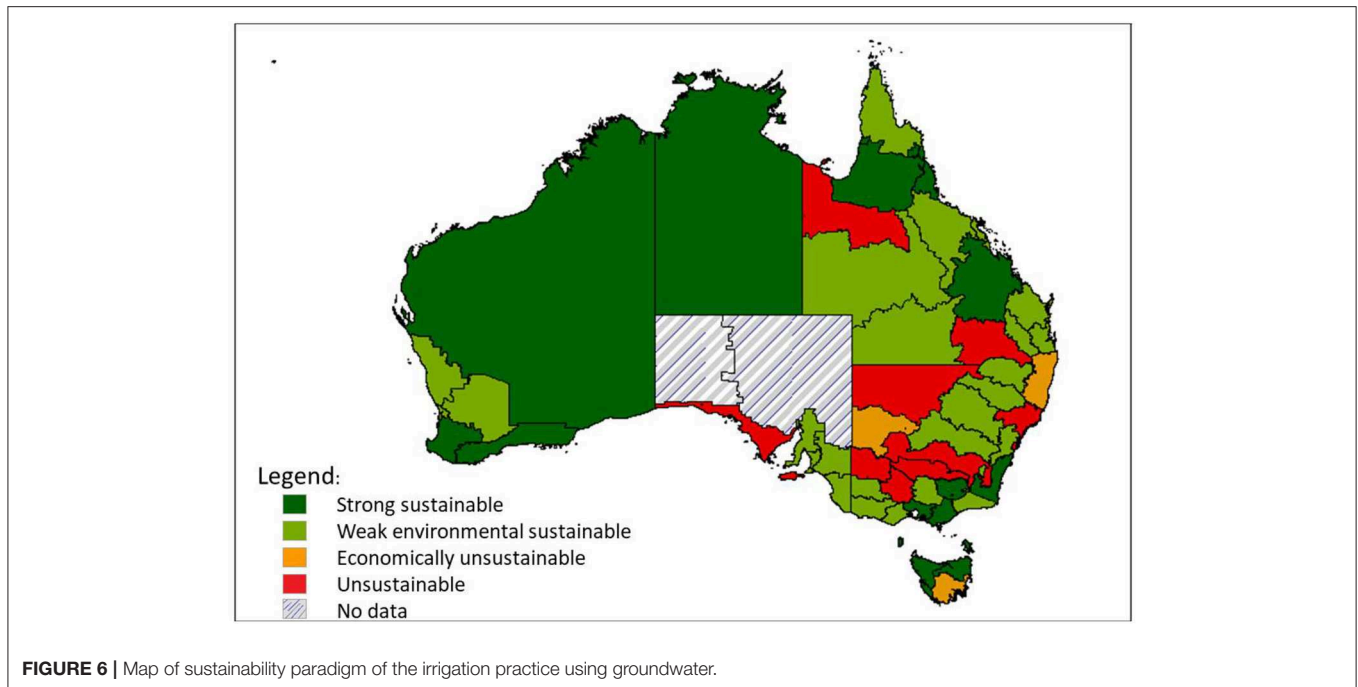 Legend:
Strong sustainable
Weak environmental sustainable
Economically unsustainable
Unsustainable
No data
FIGURE 6 | Map of sustainability paradigm of the irrigation practice using groundwater.